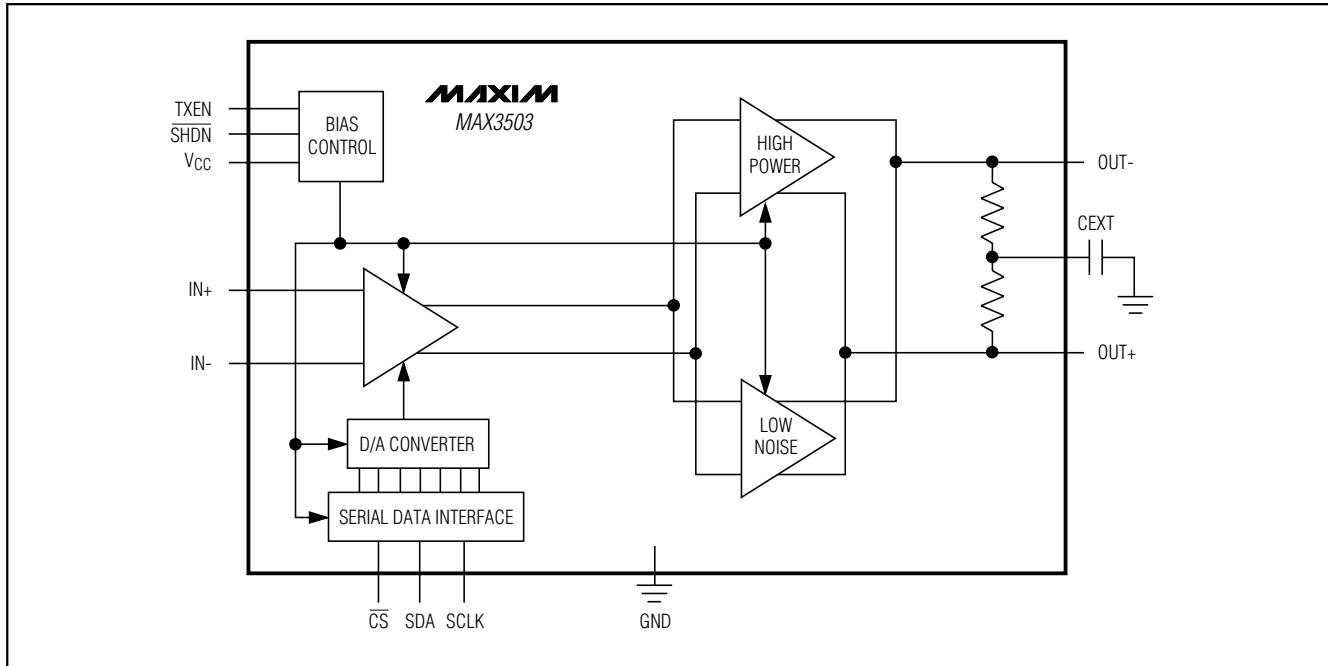 MAXIM
MAX3503
TXEN
SHDN
VCC
BIAS
CONTROL
HIGH
POWER
OUT-
CEXT
IN+
IN-
OUT+
LOW
NOISE
D/A CONVERTER
SERIAL DATA INTERFACE
CS
SDA
SCLK
GND